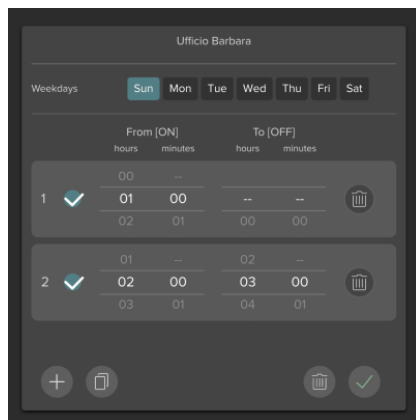 Ufficio Barbara
Weekdays Sun Mon Tue Wed Thu Fri Sat
From [ON] To [OFF]
hours minutes hours minutes
00 --
1 01 00 -- --
02 01 00 00
01 -- 02 --
2 02 00 03 00
03 01 04 01